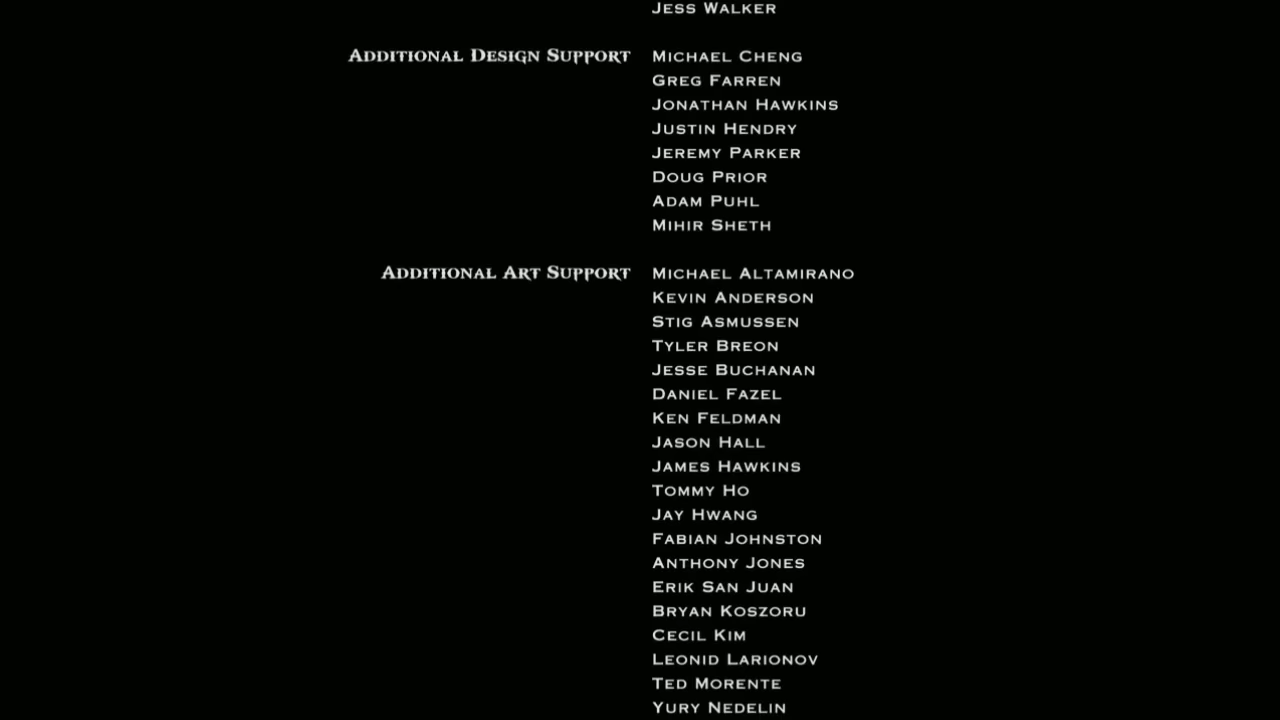 Jess Walker
Additional Design Support Michael Cheng
Greg Farren
Jonathan Hawkins
Justin Hendry
Jeremy Parker
Doug Prior
Adam Puhl
Mihir Sheth
Additional Art Support Michael Altamirano
Kevin Anderson
Stig Asmussen
Tyler Breon
Jesse Buchanan
Daniel Fazel
Ken Feldman
Jason Hall
James Hawkins
Tommy Ho
Jay Hwang
Fabian Johnston
Anthony Jones
Erik San Juan
Bryan Koszoru
Cecil Kim
Leonid Larionov
Ted Morente
Yury Nedelin